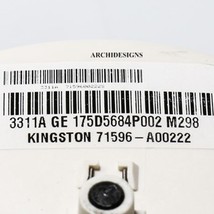 ARCHIDESIGNS
3311A GE 175D5684P002 M298
KINGSTON 71596-A00222